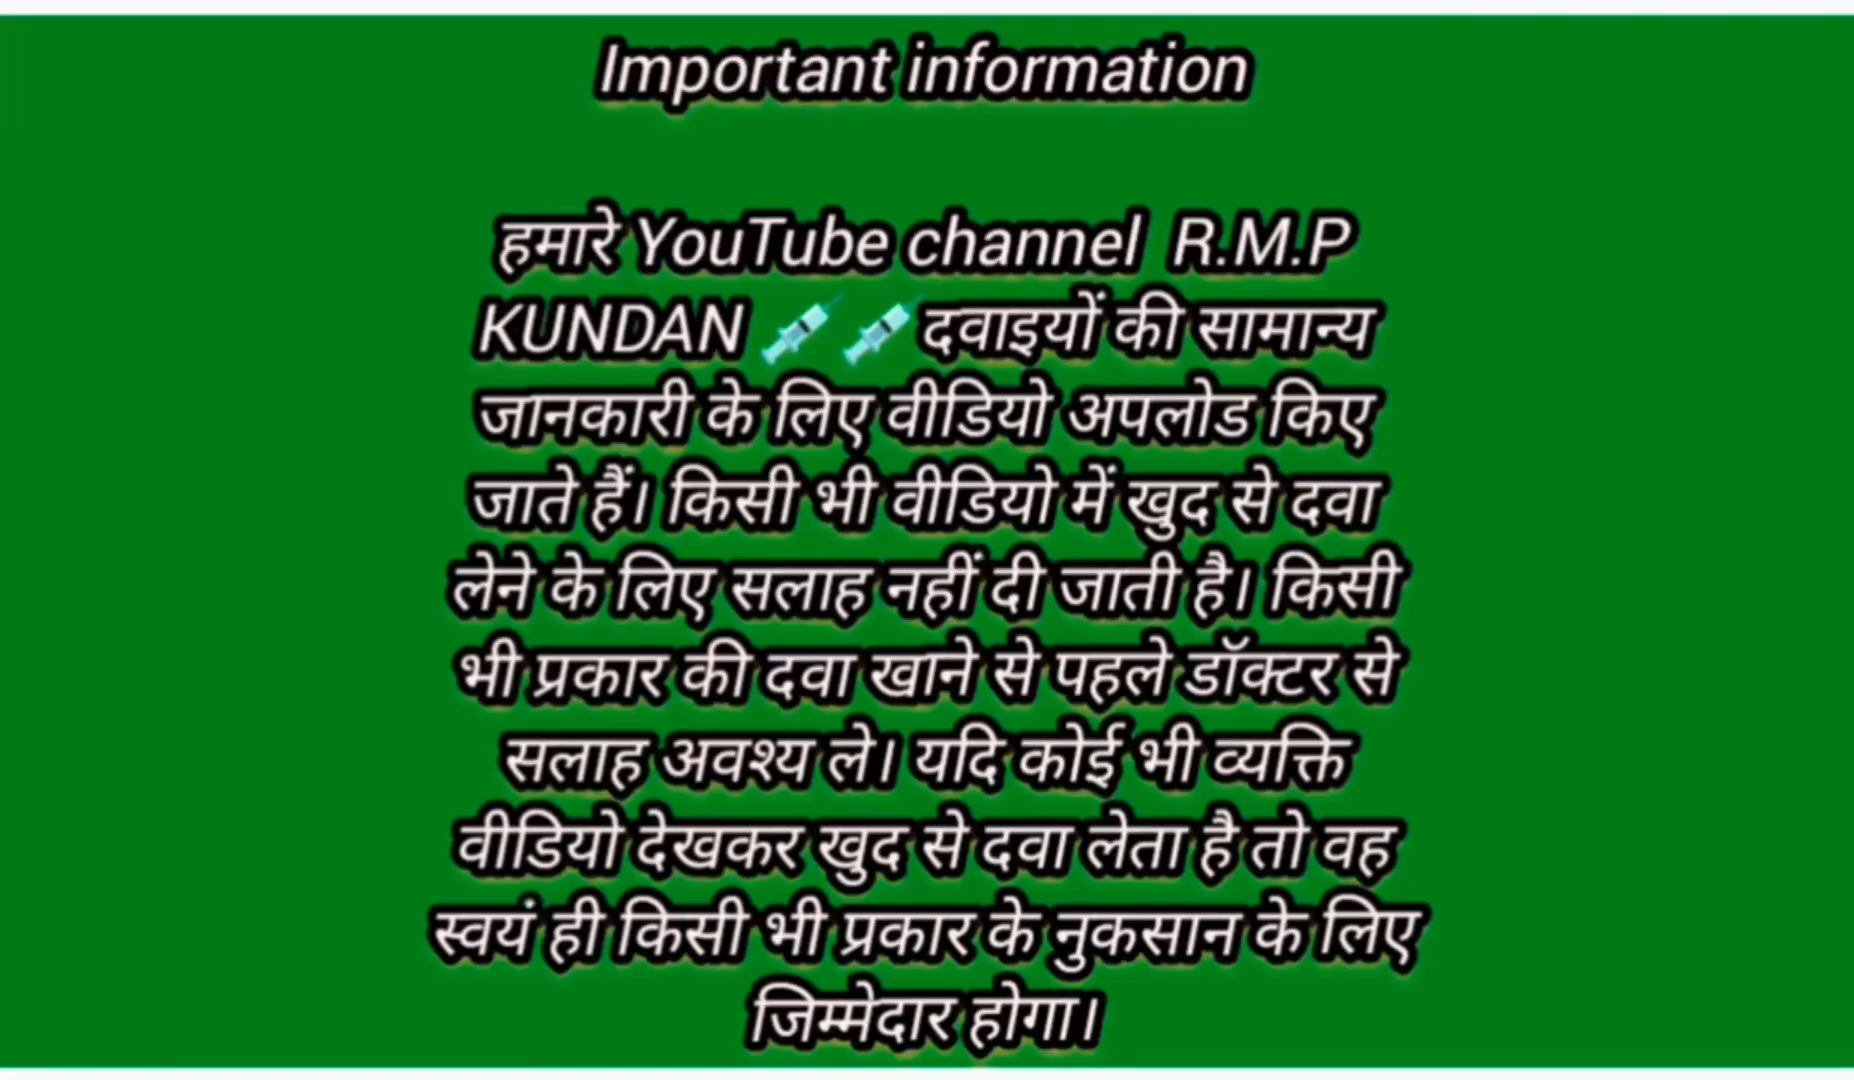 Important information
हमारे YouTube channel R.M.P
KUNDAN 💉💉दवाइयों की सामान्य
जानकारी के लिए वीडियो अपलोड किए
जाते हैं। किसी भी वीडियो में खुद से दवा
लेने के लिए सलाह नहीं दी जाती है। किसी
भी प्रकार की दवा खाने से पहले डॉक्टर से
सलाह अवश्य ले। यदि कोई भी व्यक्ति
वीडियो देखकर खुद से दवा लेता है तो वह
स्वयं ही किसी भी प्रकार के नुकसान के लिए
जिम्मेदार होगा।